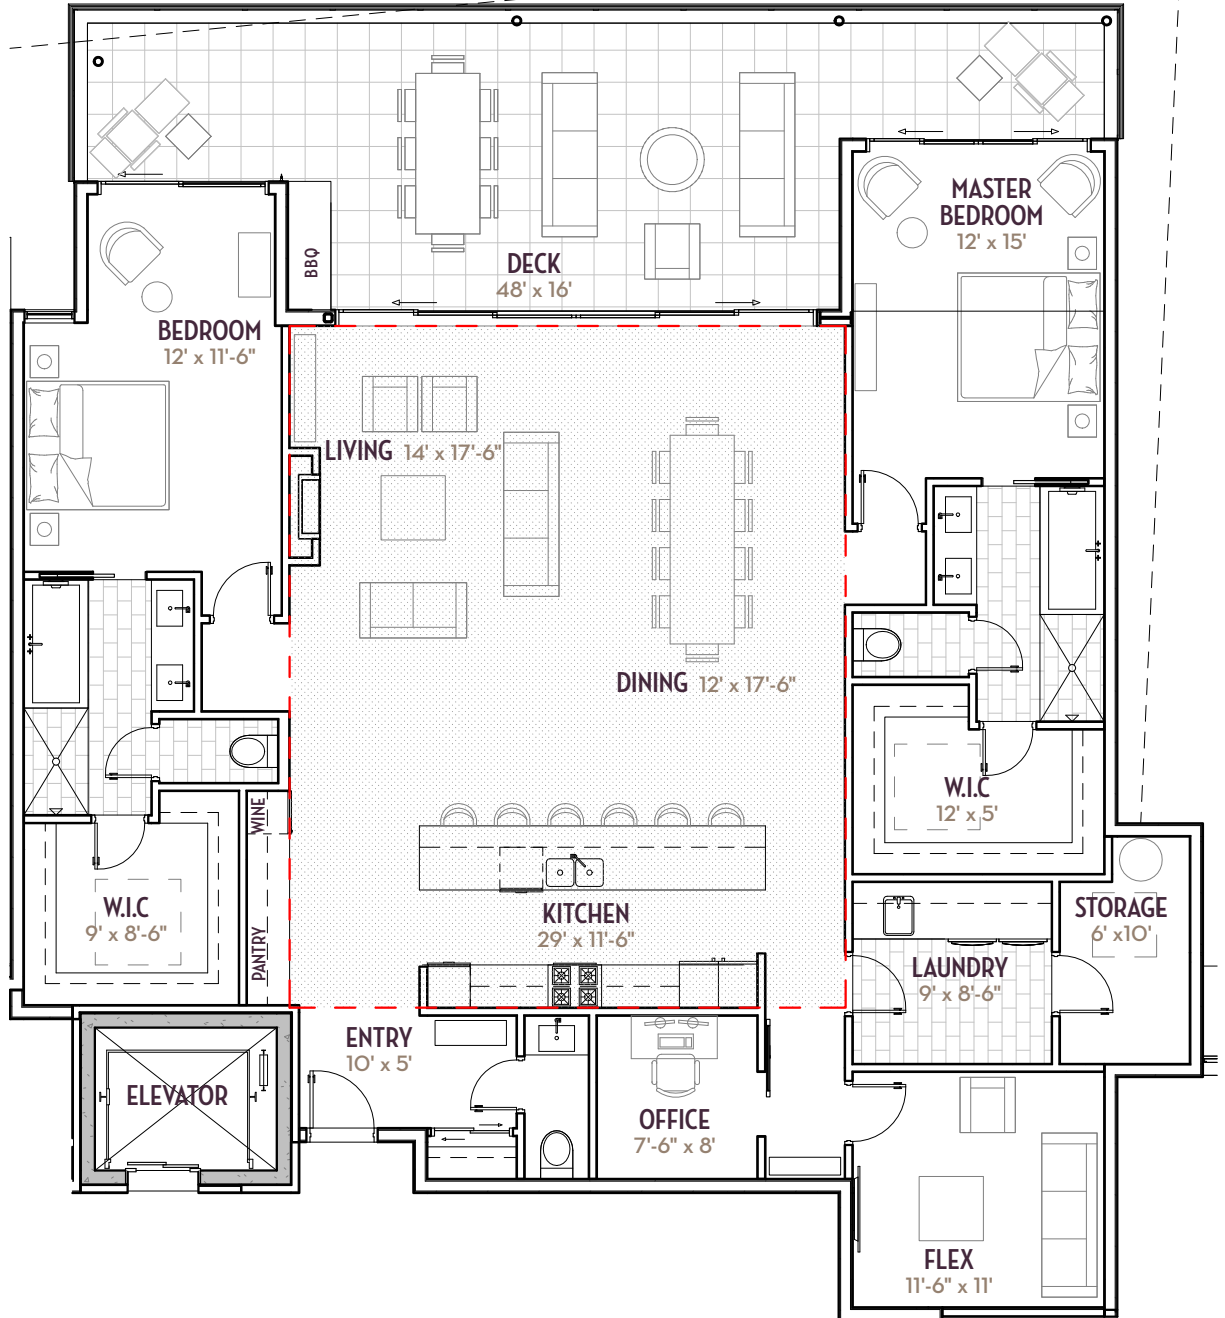 MASTER
BEDROOM
12' x 15'
DECK
48' x 16'
BBQ
BEDROOM
12' x 11'-6"
LIVING 14' x 17'-6"
DINING 12' x 17'-6"
W.I.C
12' x 5'
WINE
PANTRY
W.I.C
9' x 8'-6"
KITCHEN
29' x 11'-6"
STORAGE
6' x10'
LAUNDRY
9' x 8'-6"
ENTRY
10' x 5'
ELEVATOR
OFFICE
7'-6" x 8'
FLEX
11'-6" x 11'